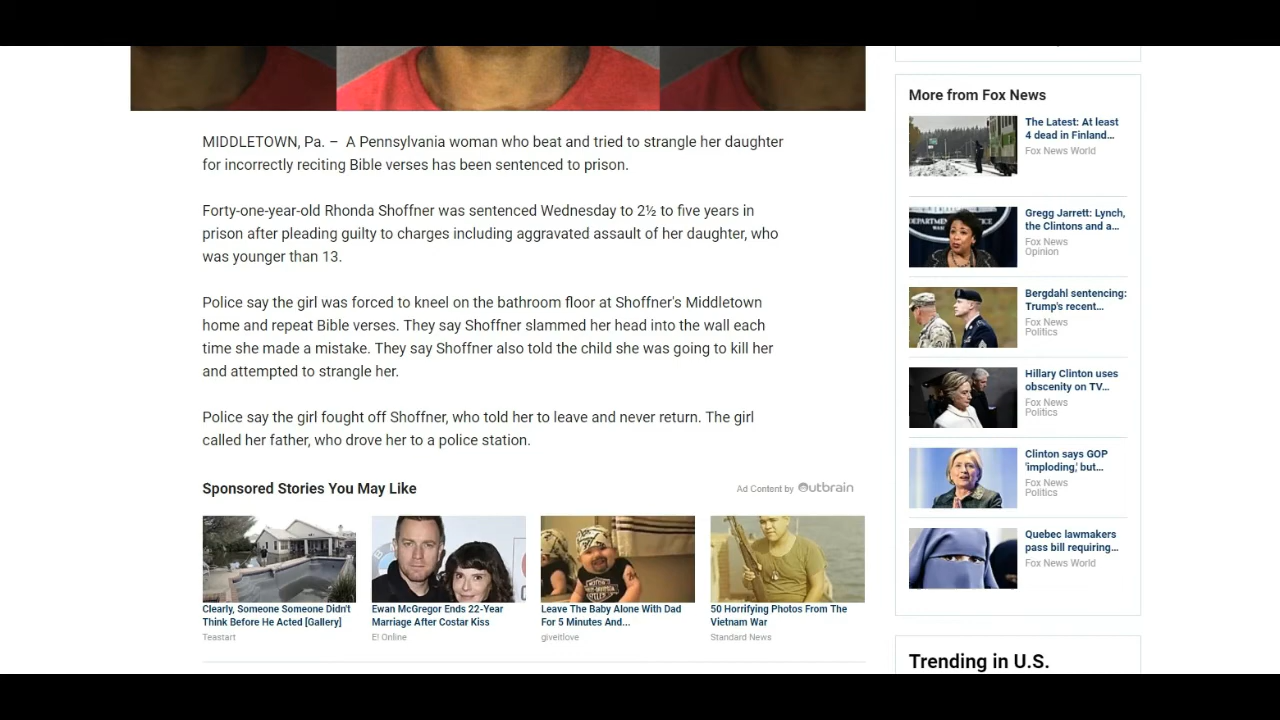 MIDDLETOWN, Pa. – A Pennsylvania woman who beat and tried to strangle her daughter
for incorrectly reciting Bible verses has been sentenced to prison.
Forty-one-year-old Rhonda Shoffner was sentenced Wednesday to 2½ to five years in
prison after pleading guilty to charges including aggravated assault of her daughter, who
was younger than 13.
Police say the girl was forced to kneel on the bathroom floor at Shoffner's Middletown
home and repeat Bible verses. They say Shoffner slammed her head into the wall each
time she made a mistake. They say Shoffner also told the child she was going to kill her
and attempted to strangle her.
Police say the girl fought off Shoffner, who told her to leave and never return. The girl
called her father, who drove her to a police station.
Sponsored Stories You May Like
Ad Content by Outbrain
Clearly, Someone Someone Didn't
Think Before He Acted [Gallery]
Teastart
Ewan McGregor Ends 22-Year
Marriage After Costar Kiss
E! Online
Leave The Baby Alone With Dad
For 5 Minutes And...
giveitlove
50 Horrifying Photos From The
Vietnam War
Standard News
More from Fox News
The Latest: At least
4 dead in Finland...
Fox News World
Gregg Jarrett: Lynch,
the Clintons and a...
Fox News
Opinion
Bergdahl sentencing:
Trump's recent...
Fox News
Politics
Hillary Clinton uses
obscenity on TV...
Fox News
Politics
Clinton says GOP
'imploding,' but...
Fox News
Politics
Quebec lawmakers
pass bill requiring...
Fox News World
Trending in U.S.